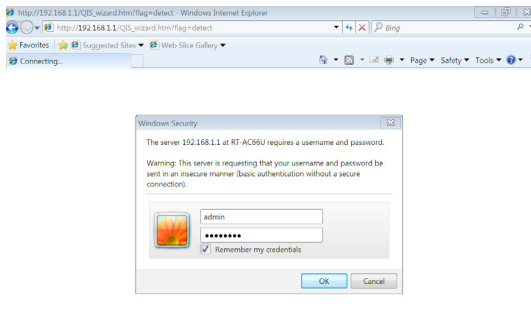 http://192.168.1.1/QIS_wizard.htm?flag=detect - Windows Internet Explorer
http://192.168.1.1/QIS_wizard.htm?flag=detect
Bing
Favorites
Suggested Sites
Web Slice Gallery
Connecting...
Page
Safety
Tools
Windows Security
The server 192.168.1.1 at RT-AC66U requires a username and password.
Warning: This server is requesting that your username and password be
sent in an insecure manner (basic authentication without a secure
connection).
admin
••••••••
Remember my credentials
OK
Cancel